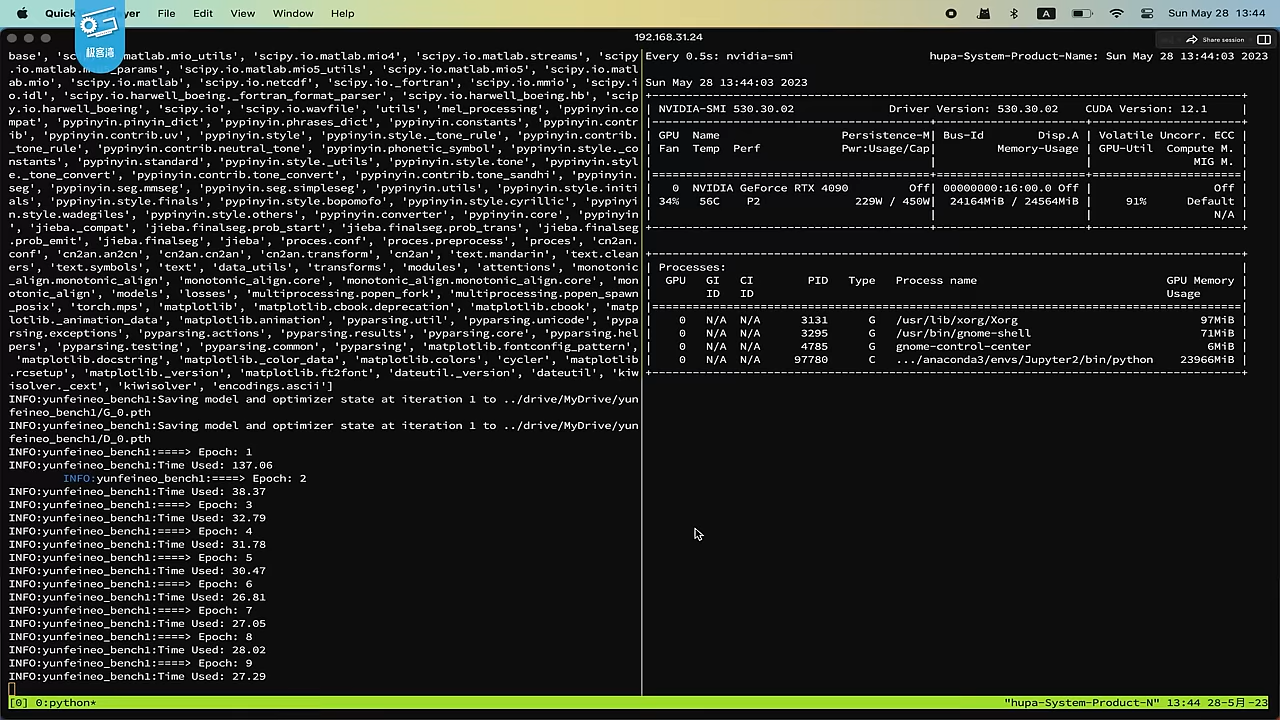 Quick yer File Edit View Window Help
A Sun May 28 13:44
极客湾
192.168.31.24
Share session
base', 'sc scipy.io.matlab.mio_utils', 'scipy.io.matlab.mio4', 'scipy.io.matlab.streams', 'scipy
.io.matlab.mio5_params', 'scipy.io.matlab.mio5_utils', 'scipy.io.matlab.mio5', 'scipy.io.matl
ab.mio', 'scipy.io.matlab', 'scipy.io.netcdf', 'scipy.io._fortran', 'scipy.io.mmio', 'scipy.i
o.idl', 'scipy.io.harwell_boeing._fortran_format_parser', 'scipy.io.harwell_boeing.hb', 'scip
y.io.harwell_boeing', 'scipy.io', 'scipy.io.wavfile', 'utils', 'mel_processing', 'pypinyin.co
mpat', 'pypinyin.pinyin_dict', 'pypinyin.phrases_dict', 'pypinyin.constants', 'pypinyin.contr
ib', 'pypinyin.contrib.uv', 'pypinyin.style', 'pypinyin.style._tone_rule', 'pypinyin.contrib.
_tone_rule', 'pypinyin.contrib.neutral_tone', 'pypinyin.phonetic_symbol', 'pypinyin.style._co
nstants', 'pypinyin.standard', 'pypinyin.style._utils', 'pypinyin.style.tone', 'pypinyin.styl
e._tone_convert', 'pypinyin.contrib.tone_convert', 'pypinyin.contrib.tone_sandhi', 'pypinyin.
seg', 'pypinyin.seg.mmseg', 'pypinyin.seg.simpleseg', 'pypinyin.utils', 'pypinyin.style.initi
als', 'pypinyin.style.finals', 'pypinyin.style.bopomofo', 'pypinyin.style.cyrillic', 'pypinyi
n.style.wadegiles', 'pypinyin.style.others', 'pypinyin.converter', 'pypinyin.core', 'pypinyin
', 'jieba._compat', 'jieba.finalseg.prob_start', 'jieba.finalseg.prob_trans', 'jieba.finalseg
.prob_emit', 'jieba.finalseg', 'jieba', 'proces.conf', 'proces.preprocess', 'proces', 'cn2an.
conf', 'cn2an.an2cn', 'cn2an.cn2an', 'cn2an.transform', 'cn2an', 'text.mandarin', 'text.clean
ers', 'text.symbols', 'text', 'data_utils', 'transforms', 'modules', 'attentions', 'monotonic
_align.monotonic_align', 'monotonic_align.monotonic_align.core', 'monotonic_align.core', 'mon
otonic_align', 'models', 'losses', 'multiprocessing.popen_fork', 'multiprocessing.popen_spawn
_posix', 'torch.mps', 'matplotlib', 'matplotlib.cbook.deprecation', 'matplotlib.cbook', 'matp
lotlib._animation_data', 'matplotlib.animation', 'pyparsing.util', 'pyparsing.unicode', 'pypa
rsing.exceptions', 'pyparsing.actions', 'pyparsing.results', 'pyparsing.core', 'pyparsing.hel
pers', 'pyparsing.testing', 'pyparsing.common', 'pyparsing', 'matplotlib.fontconfig_pattern',
'matplotlib.docstring', 'matplotlib._color_data', 'matplotlib.colors', 'cycler', 'matplotlib
.rcsetup', 'matplotlib._version', 'matplotlib.ft2font', 'dateutil._version', 'dateutil', 'kiw
isolver._cext', 'kiwisolver', 'encodings.ascii']
INFO:yunfeineo_bench1:Saving model and optimizer state at iteration 1 to ../drive/MyDrive/yun
feineo_bench1/G_0.pth
INFO:yunfeineo_bench1:Saving model and optimizer state at iteration 1 to ../drive/MyDrive/yun
feineo_bench1/D_0.pth
INFO:yunfeineo_bench1:====> Epoch: 1
INFO:yunfeineo_bench1:Time Used: 137.06
INFO:yunfeineo_bench1:====> Epoch: 2
INFO:yunfeineo_bench1:Time Used: 38.37
INFO:yunfeineo_bench1:====> Epoch: 3
INFO:yunfeineo_bench1:Time Used: 32.79
INFO:yunfeineo_bench1:====> Epoch: 4
INFO:yunfeineo_bench1:Time Used: 31.78
INFO:yunfeineo_bench1:====> Epoch: 5
INFO:yunfeineo_bench1:Time Used: 30.47
INFO:yunfeineo_bench1:====> Epoch: 6
INFO:yunfeineo_bench1:Time Used: 26.81
INFO:yunfeineo_bench1:====> Epoch: 7
INFO:yunfeineo_bench1:Time Used: 27.05
INFO:yunfeineo_bench1:====> Epoch: 8
INFO:yunfeineo_bench1:Time Used: 28.02
INFO:yunfeineo_bench1:====> Epoch: 9
INFO:yunfeineo_bench1:Time Used: 27.29
Every 0.5s: nvidia-smi hupa-System-Product-Name: Sun May 28 13:44:03 2023
Sun May 28 13:44:03 2023
NVIDIA-SMI 530.30.02 Driver Version: 530.30.02 CUDA Version: 12.1
GPU Name Persistence-M| Bus-Id Disp.A | Volatile Uncorr. ECC
Fan Temp Perf Pwr:Usage/Cap| Memory-Usage | GPU-Util Compute M.
MIG M.
0 NVIDIA GeForce RTX 4090 Off| 00000000:16:00.0 Off | Off
34% 56C P2 229W / 450W| 24164MiB / 24564MiB | 91% Default
N/A
Processes:
GPU GI CI PID Type Process name GPU Memory
ID ID Usage
0 N/A N/A 3131 G /usr/lib/xorg/Xorg 97MiB
0 N/A N/A 3295 G /usr/bin/gnome-shell 71MiB
0 N/A N/A 4785 G gnome-control-center 6MiB
0 N/A N/A 97780 C .../anaconda3/envs/Jupyter2/bin/python 23966MiB
[0] 0:python* "hupa-System-Product-N" 13:44 28-5月-23